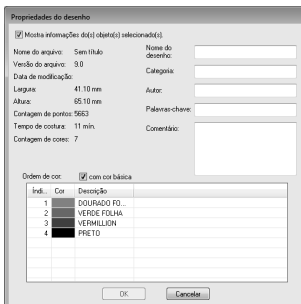 Propriedades do desenho
Mostra informações do(s) objeto(s) selecionado(s).
Nome do arquivo: Sem título
Versão do arquivo: 9.0
Data de modificação:
Largura: 41.10 mm
Altura: 65.10 mm
Contagem de pontos: 5663
Tempo de costura: 11 min.
Contagem de cores: 7
Nome do desenho:
Categoria:
Autor:
Palavras-chave:
Comentário:
Ordem de cor: com cor básica
Índi... Cor Descrição
1 DOURADO FO...
2 VERDE FOLHA
3 VERMILLION
4 PRETO
OK Cancelar